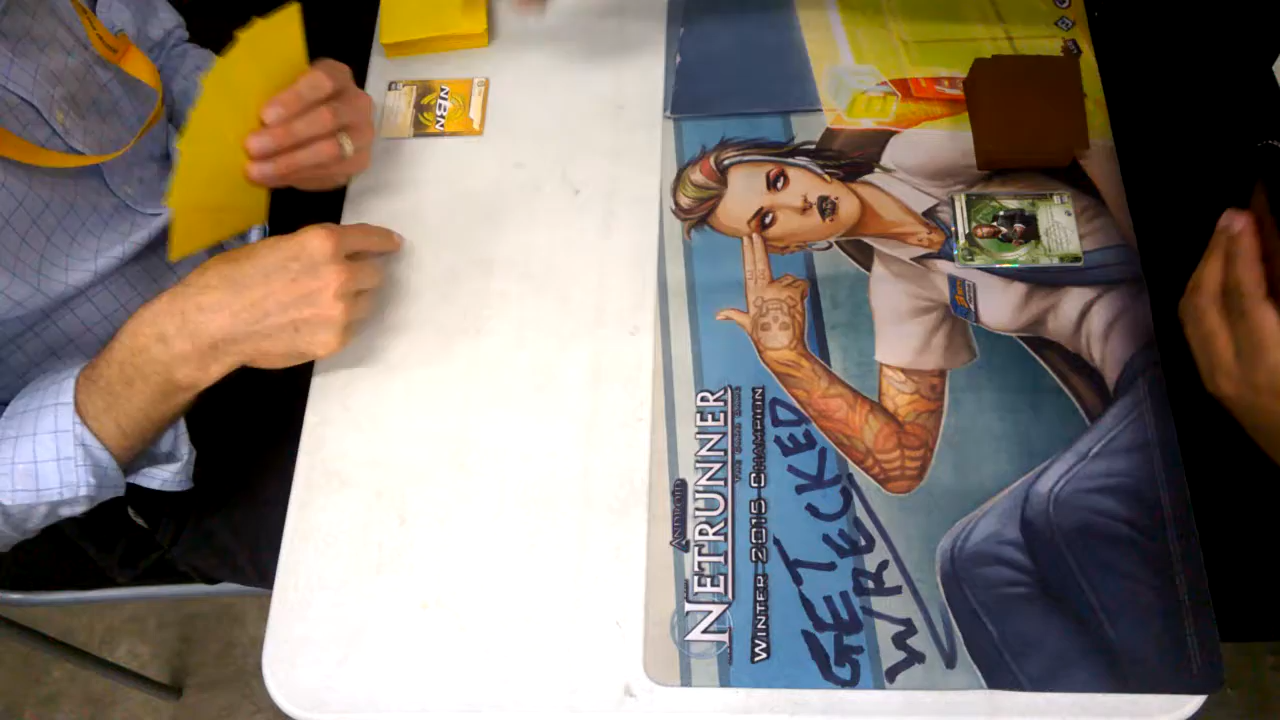 NBN
ANDROID
NETRUNNER
THE CARD GAME
WINTER 2015 CHAMPION
GET
WRECKED